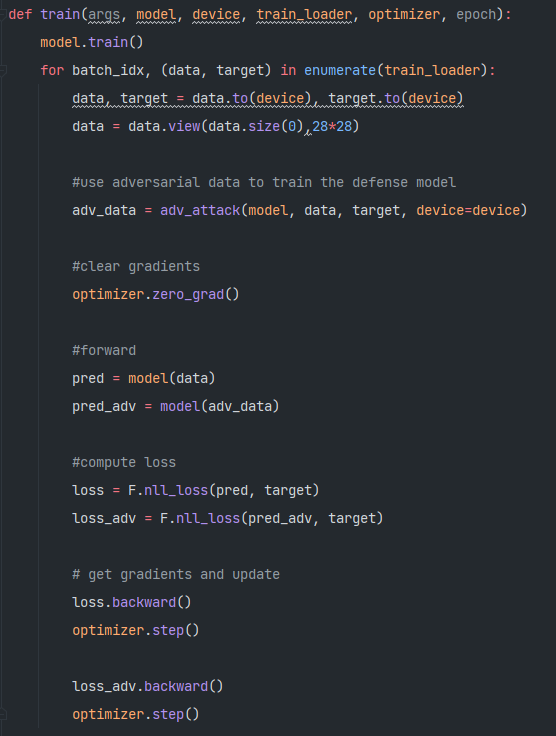 def train(args, model, device, train_loader, optimizer, epoch):
    model.train()
    for batch_idx, (data, target) in enumerate(train_loader):
        data, target = data.to(device), target.to(device)
        data = data.view(data.size(0),28*28)

        #use adversarial data to train the defense model
        adv_data = adv_attack(model, data, target, device=device)

        #clear gradients
        optimizer.zero_grad()

        #forward
        pred = model(data)
        pred_adv = model(adv_data)

        #compute loss
        loss = F.nll_loss(pred, target)
        loss_adv = F.nll_loss(pred_adv, target)

        # get gradients and update
        loss.backward()
        optimizer.step()

        loss_adv.backward()
        optimizer.step()